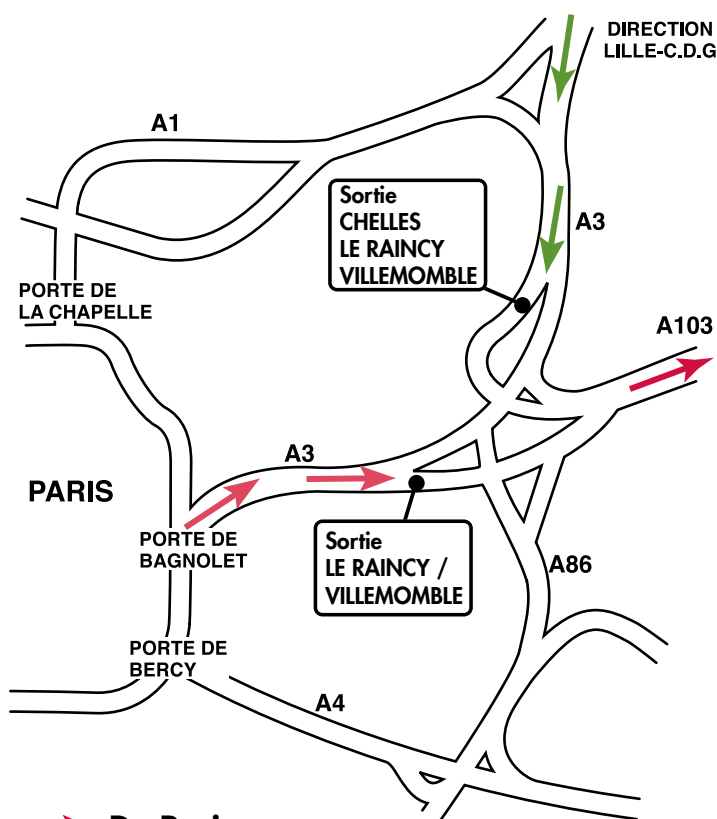 DIRECTION
LILLE-C.D.G
A1
Sortie
CHELLES
LE RAINCY
VILLEMOMBLE
A3
PORTE DE
LA CHAPELLE
A103
A3
PARIS
PORTE DE
BAGNOLET
Sortie
LE RAINCY /
VILLEMOMBLE
A86
PORTE DE
BERCY
A4